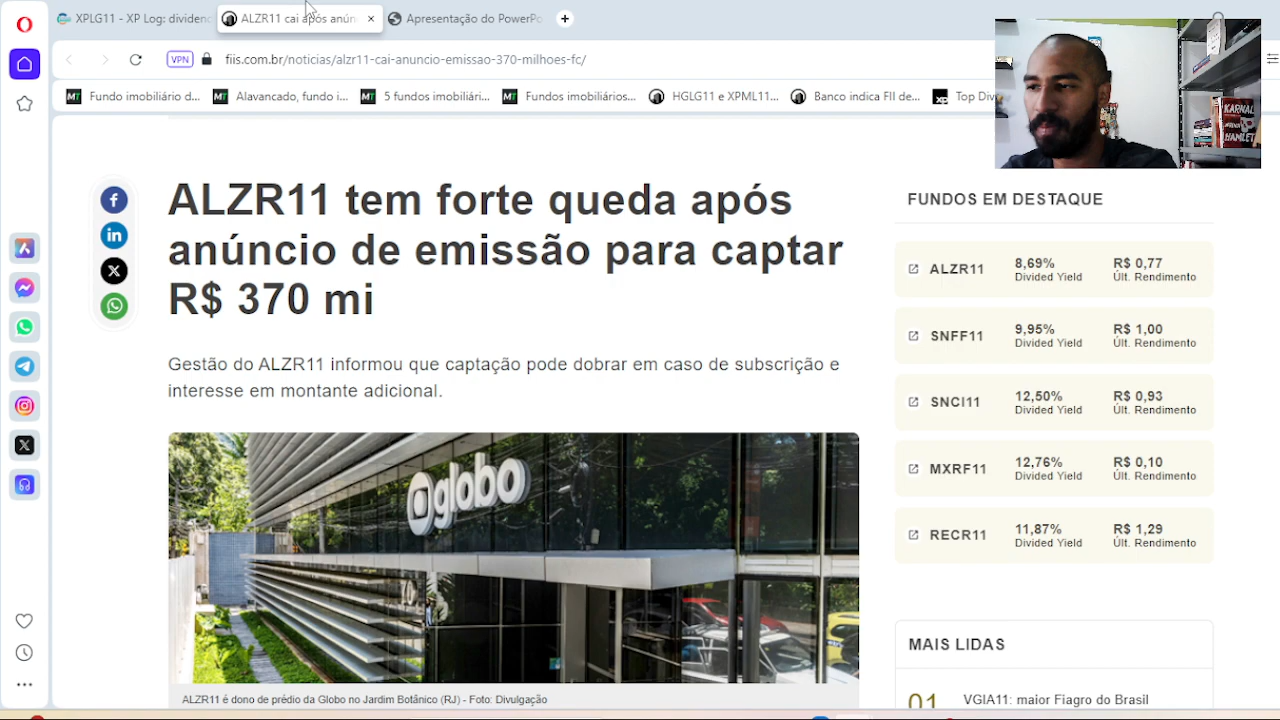 XPLG11 - XP Log: dividend
ALZR11 cai após anún
Apresentação do PowerPo
VPN
fiis.com.br/noticias/alzr11-cai-anuncio-emissao-370-milhoes-fc/
Fundo imobiliário d...
Alavancado, fundo i...
5 fundos imobiliári...
Fundos imobiliários...
HGLG11 e XPML11...
Banco indica FII de...
xp
Top Div
KARNAL
HAMLET
ALZR11 tem forte queda após
anúncio de emissão para captar
R$ 370 mi
Gestão do ALZR11 informou que captação pode dobrar em caso de subscrição e
interesse em montante adicional.
globo
ALZR11 é dono de prédio da Globo no Jardim Botânico (RJ) - Foto: Divulgação
FUNDOS EM DESTAQUE
ALZR11 8,69% R$ 0,77
Divided Yield Últ. Rendimento
SNFF11 9,95% R$ 1,00
Divided Yield Últ. Rendimento
SNCI11 12,50% R$ 0,93
Divided Yield Últ. Rendimento
MXRF11 12,76% R$ 0,10
Divided Yield Últ. Rendimento
RECR11 11,87% R$ 1,29
Divided Yield Últ. Rendimento
MAIS LIDAS
01 VGIA11: maior Fiagro do Brasil